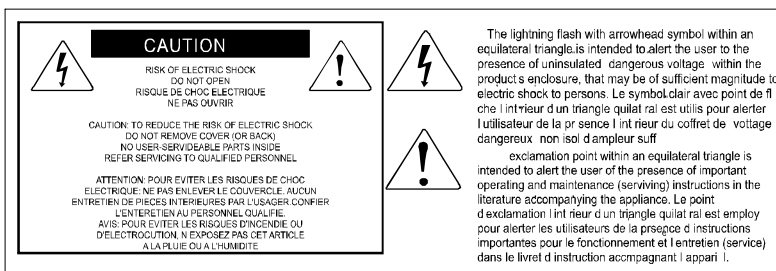 CAUTION
RISK OF ELECTRIC SHOCK
DO NOT OPEN
RISQUE DE CHOC ELECTRIQUE
NE PAS OUVRIR
CAUTION: TO REDUCE THE RISK OF ELECTRIC SHOCK
DO NOT REMOVE COVER (OR BACK)
NO USER-SERVIDEABLE PARTS INSIDE
REFER SERVICING TO QUALIFIED PERSONNEL
ATTENTION: POUR EVITER LES RISQUES DE CHOC
ELECTRIQUE: NE PAS ENLEVER LE COUVERCLE. AUCUN
ENTRETIEN DE PIECES INTERIEURES PAR L'USAGER.CONFIER
L'ENTERETIEN AU PERSONNEL QUALIFIE.
AVIS: POUR EVITER LES RISQUES D'INCENDIE OU
D'ELECTROCUTION, N EXPOSEZ PAS CET ARTICLE
A LA PLUIE OU A L'HUMIDITE
The lightning flash with arrowhead symbol within an
equilateral triangle.is intended to.alert the user to the
presence of uninsulated dangerous voltage within the
product s enclosure, that may be of sufficient magnitude to
electric shock to persons. Le symbol.clair avec point de fl
che l int rieur d un triangle quilat ral est utilis pour alerter
l utilisateur de la pr sence l int rieur du coffret de vottage
dangereux non isol d ampleur suff
exclamation point within an equilateral triangle is
intended to alert the user of the presence of important
operating and maintenance (serviving) instructions in the
literature adcompanying the appliance. Le point
d exclamation l int rieur d un triangle quilat ral est employ
pour alerter les utilisateurs de la prsence d instructions
importantes pour le fonctionnement et l entretien (service)
dans le livret d instruction accmpagnant l appari l.